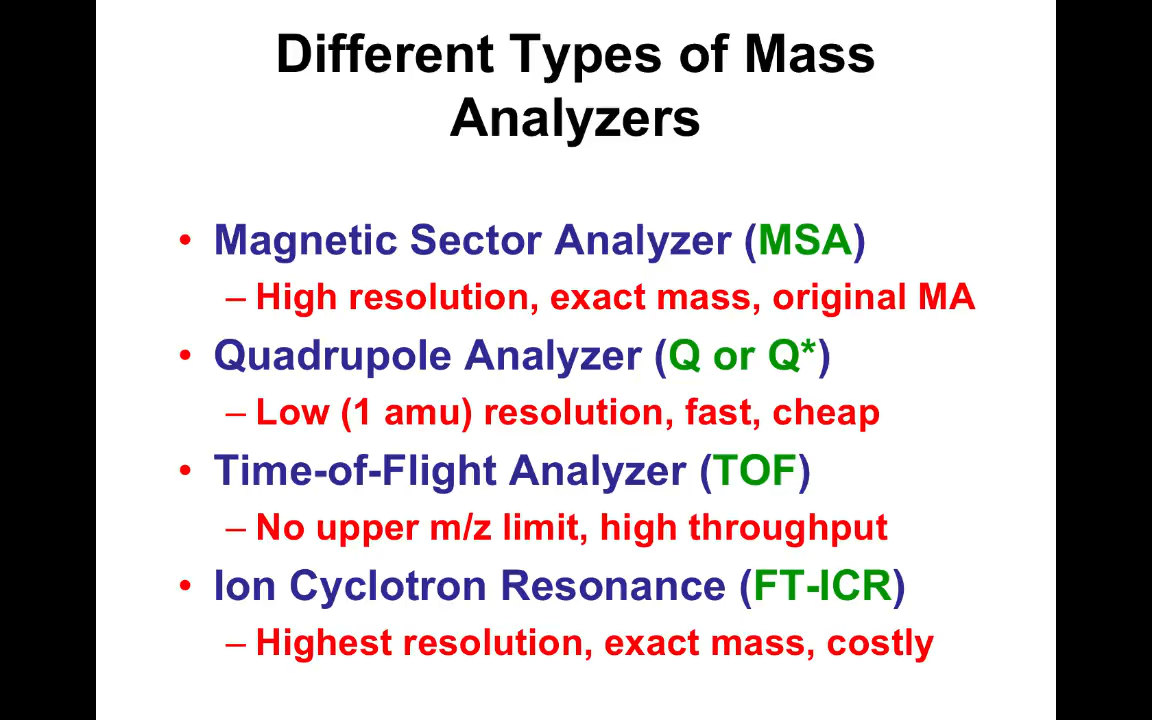 Different Types of Mass
Analyzers
• Magnetic Sector Analyzer (MSA)
– High resolution, exact mass, original MA
• Quadrupole Analyzer (Q or Q*)
– Low (1 amu) resolution, fast, cheap
• Time-of-Flight Analyzer (TOF)
– No upper m/z limit, high throughput
• Ion Cyclotron Resonance (FT-ICR)
– Highest resolution, exact mass, costly